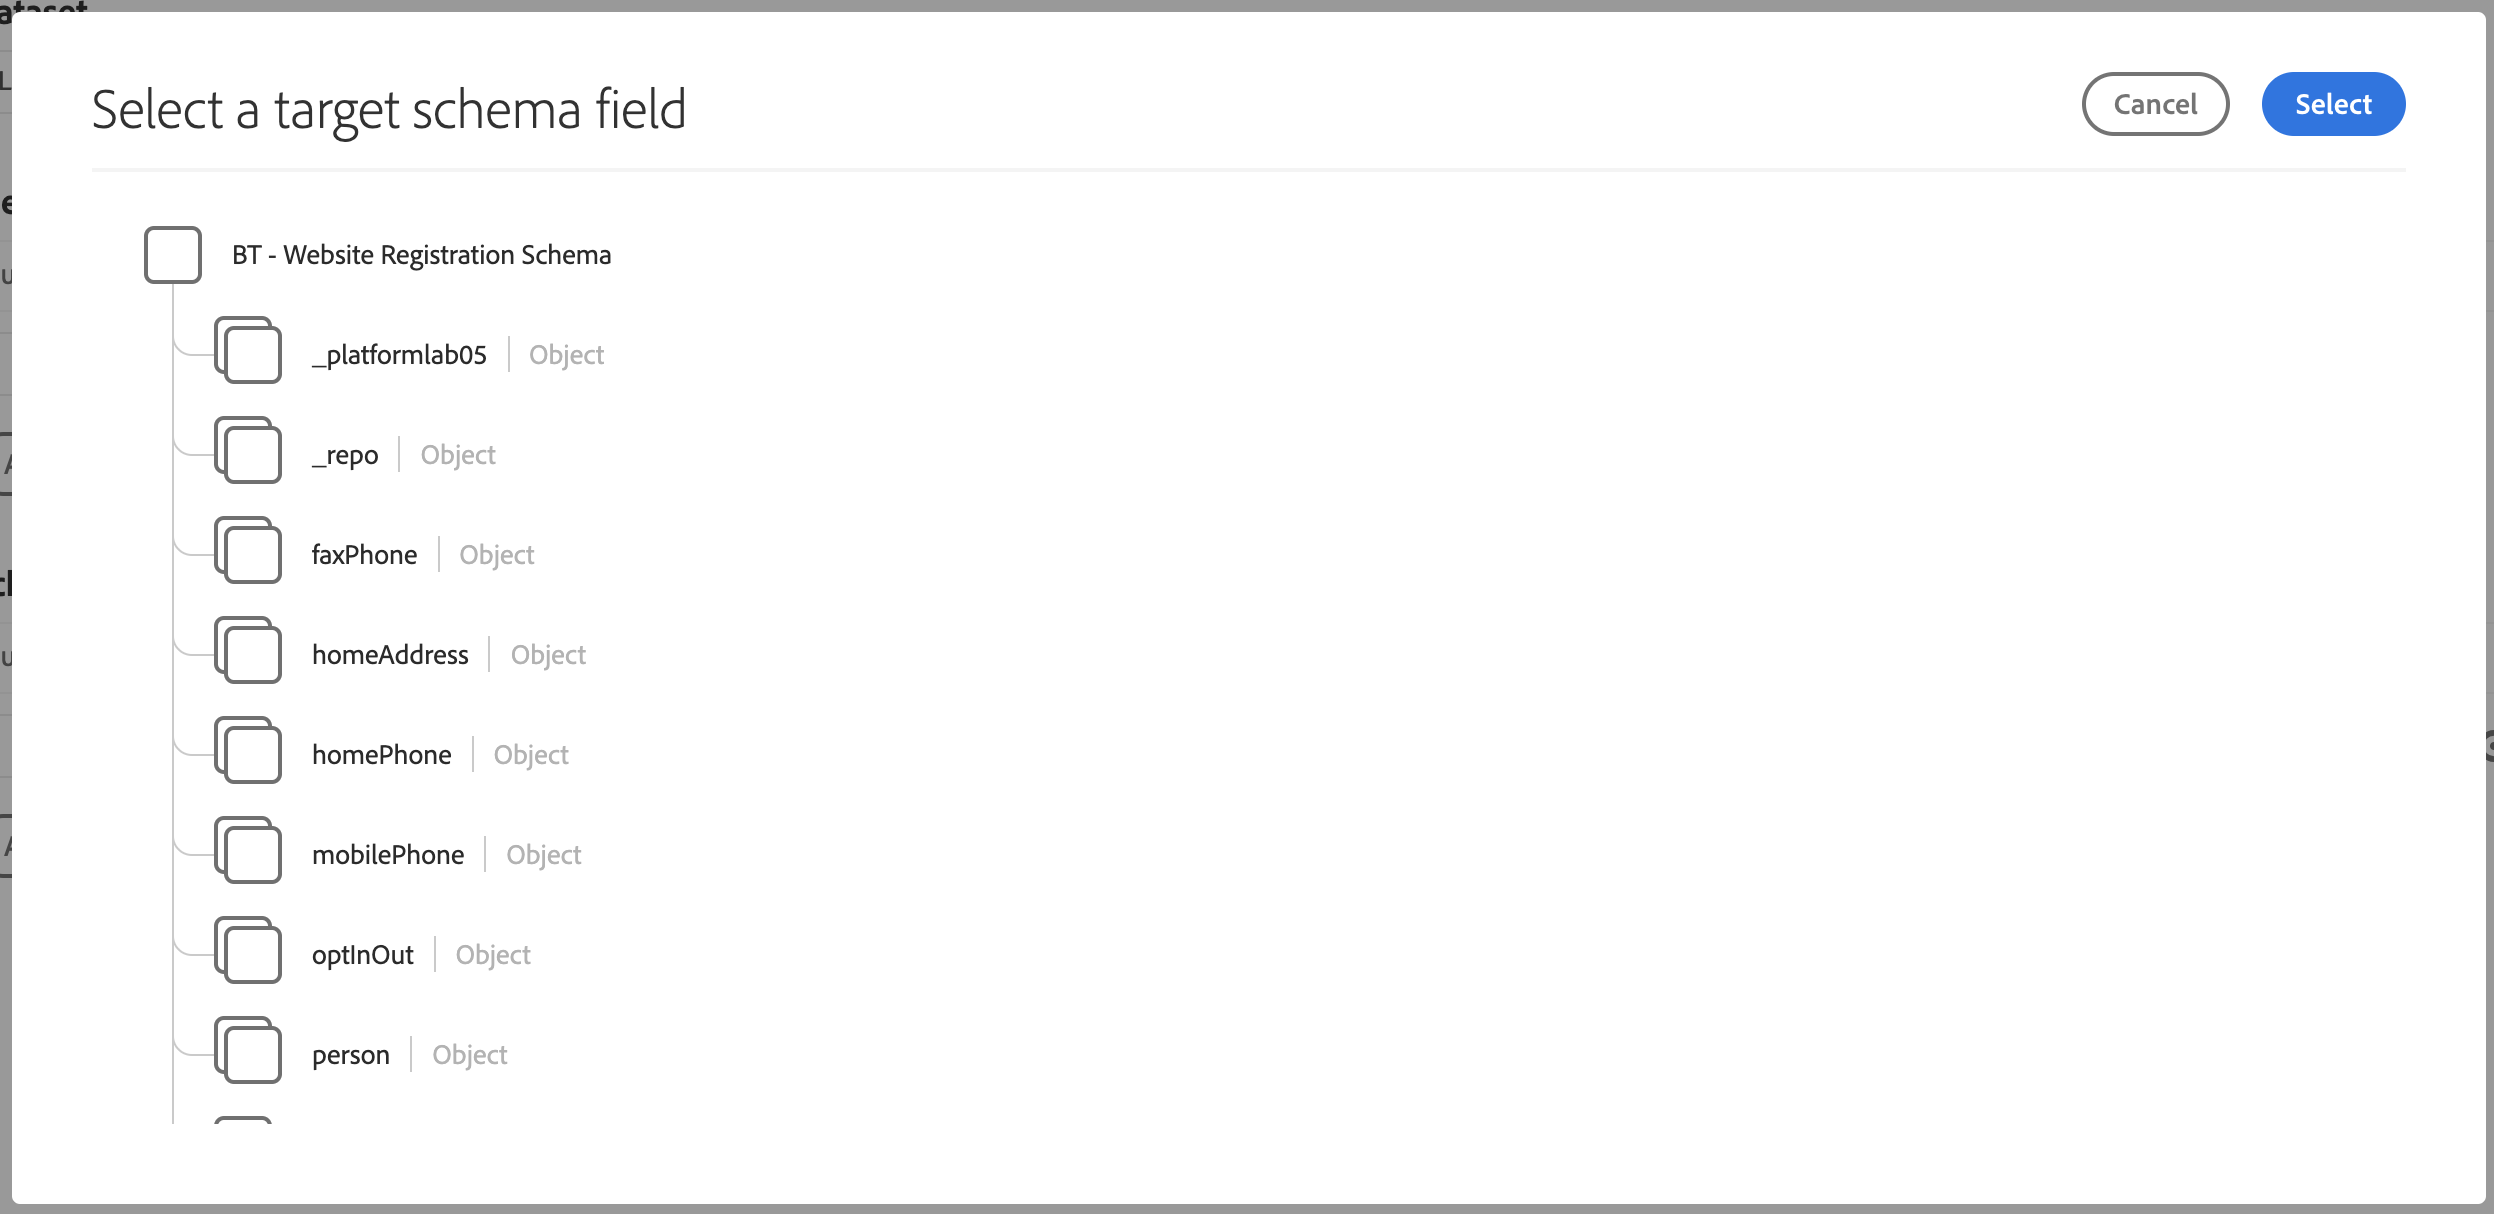 Select a target schema field
Cancel
Select
BT - Website Registration Schema
_platformlab05 Object
_repo Object
faxPhone Object
homeAddress Object
homePhone Object
mobilePhone Object
optInOut Object
person Object